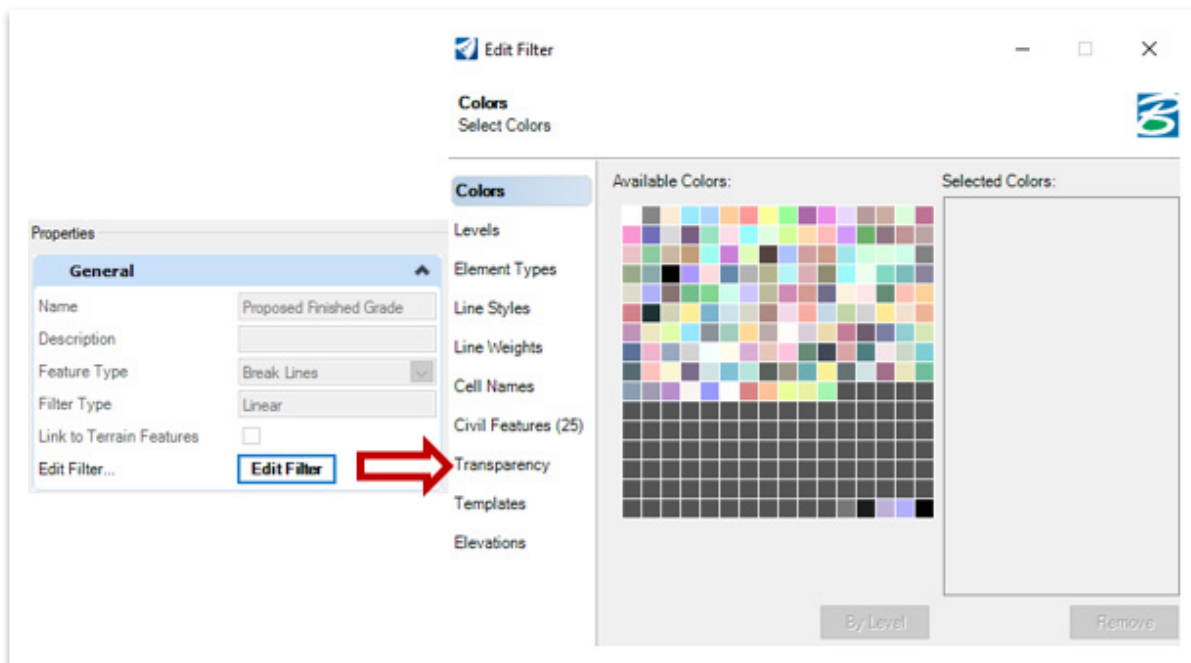 Edit Filter
Colors
Select Colors
Colors
Levels
Element Types
Line Styles
Line Weights
Cell Names
Civil Features (25)
Transparency
Templates
Elevations
Available Colors:
Selected Colors:
By Level
Remove
Properties
General
Name Proposed Finished Grade
Description
Feature Type Break Lines
Filter Type Linear
Link to Terrain Features
Edit Filter... Edit Filter